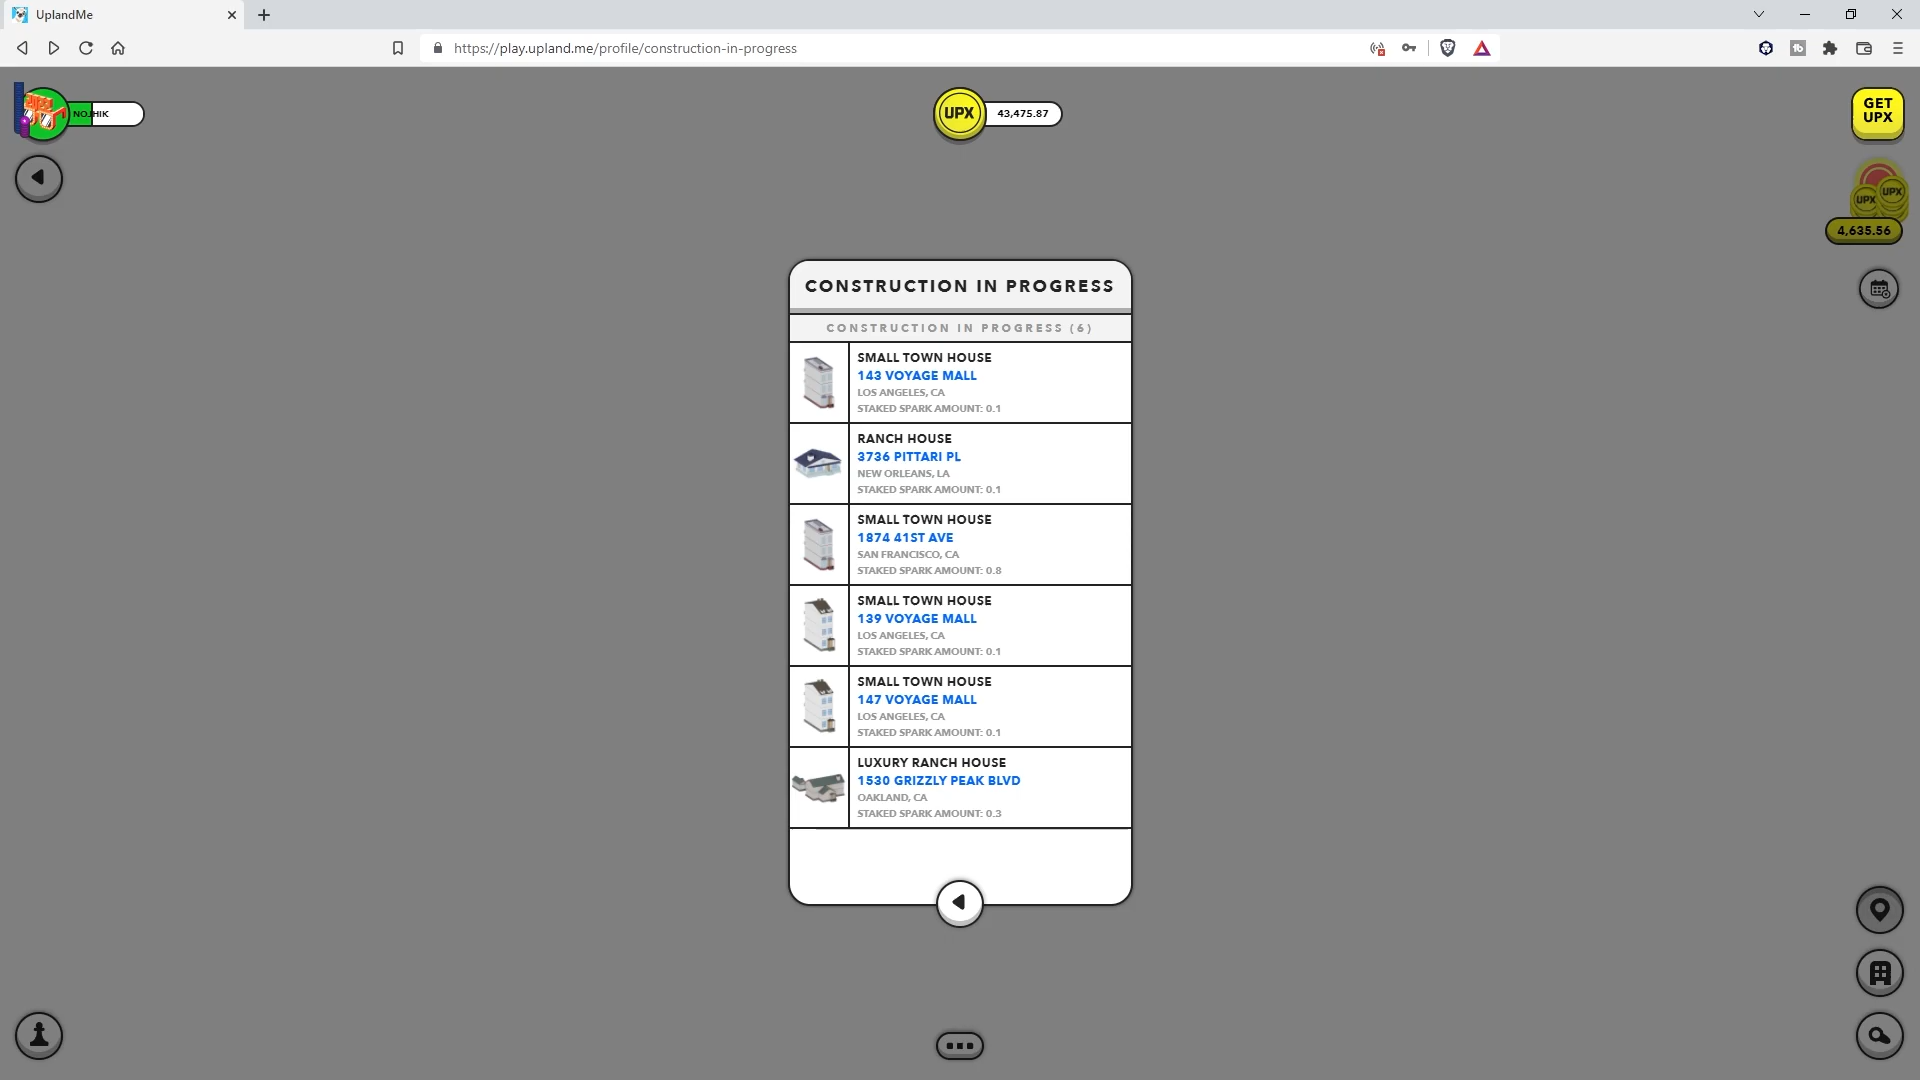 UplandMe
https://play.upland.me/profile/construction-in-progress
NOJHIK
UPX
43,475.87
GET
UPX
UPX
UPX
4,635.56
CONSTRUCTION IN PROGRESS
CONSTRUCTION IN PROGRESS (6)
SMALL TOWN HOUSE
143 VOYAGE MALL
LOS ANGELES, CA
STAKED SPARK AMOUNT: 0.1
RANCH HOUSE
3736 PITTARI PL
NEW ORLEANS, LA
STAKED SPARK AMOUNT: 0.1
SMALL TOWN HOUSE
1874 41ST AVE
SAN FRANCISCO, CA
STAKED SPARK AMOUNT: 0.8
SMALL TOWN HOUSE
139 VOYAGE MALL
LOS ANGELES, CA
STAKED SPARK AMOUNT: 0.1
SMALL TOWN HOUSE
147 VOYAGE MALL
LOS ANGELES, CA
STAKED SPARK AMOUNT: 0.1
LUXURY RANCH HOUSE
1530 GRIZZLY PEAK BLVD
OAKLAND, CA
STAKED SPARK AMOUNT: 0.3